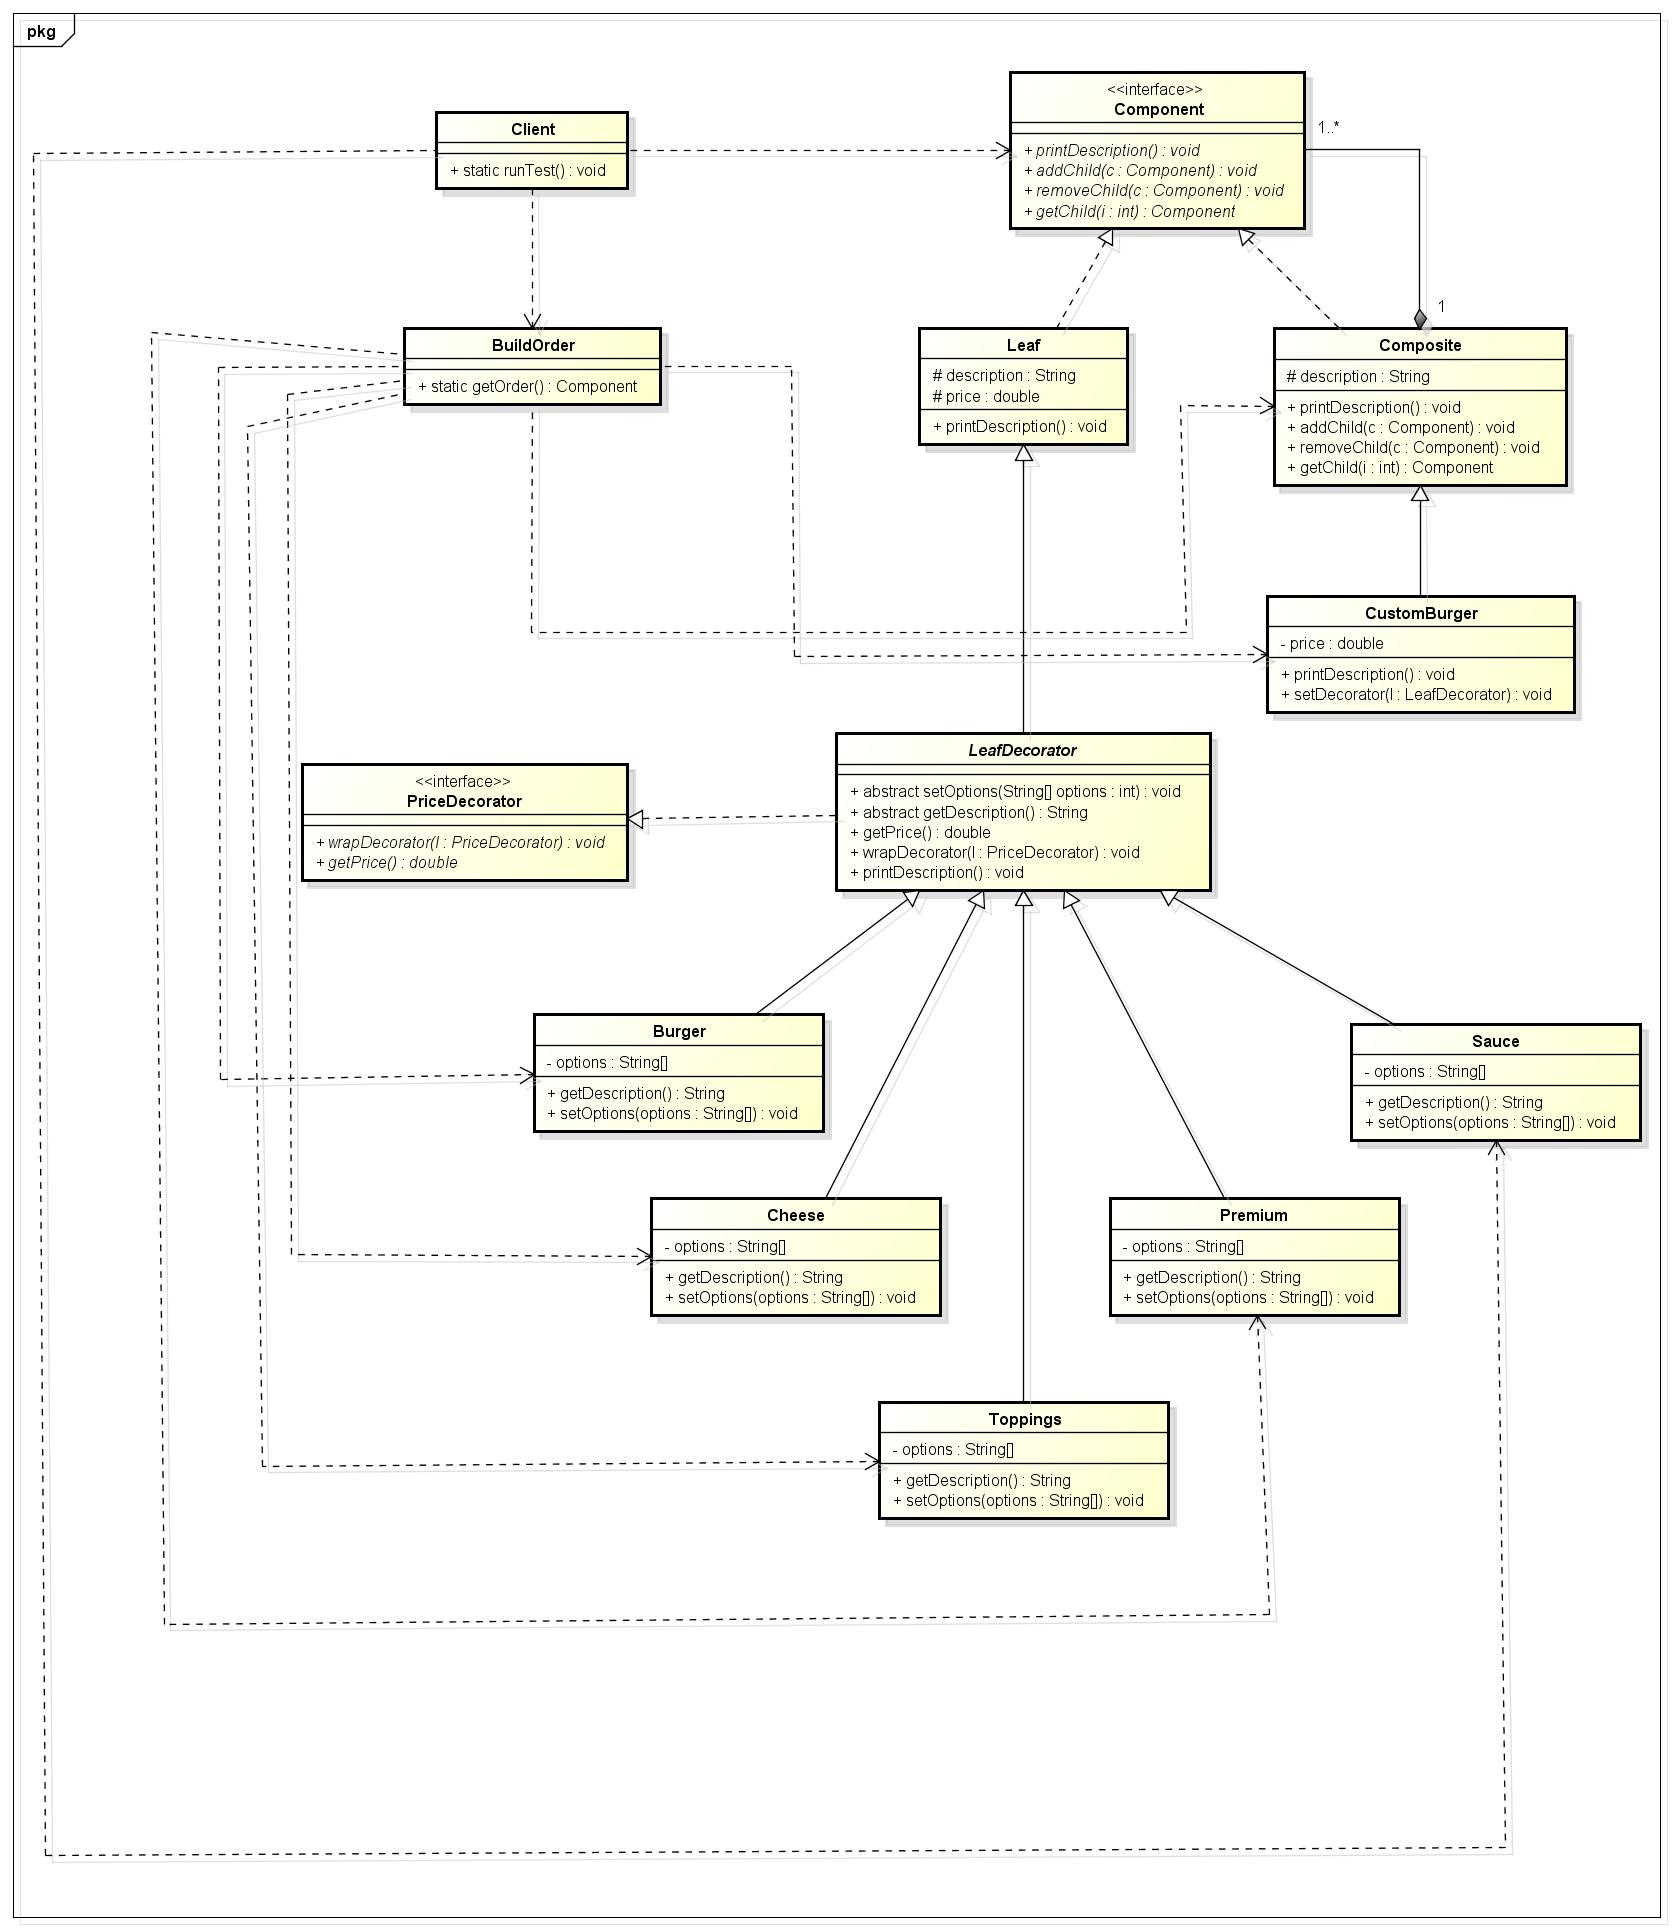 pkg
Client
+ static runTest() : void
<<interface>>
Component
+ printDescription() : void
+ addChild(c : Component) : void
+ removeChild(c : Component) : void
+ getChild(i : int) : Component
1..*
1
BuildOrder
+ static getOrder() : Component
Leaf
# description : String
# price : double
+ printDescription() : void
Composite
# description : String
+ printDescription() : void
+ addChild(c : Component) : void
+ removeChild(c : Component) : void
+ getChild(i : int) : Component
CustomBurger
- price : double
+ printDescription() : void
+ setDecorator(l : LeafDecorator) : void
<<interface>>
PriceDecorator
+ wrapDecorator(l : PriceDecorator) : void
+ getPrice() : double
LeafDecorator
+ abstract setOptions(String[] options : int) : void
+ abstract getDescription() : String
+ getPrice() : double
+ wrapDecorator(l : PriceDecorator) : void
+ printDescription() : void
Burger
- options : String[]
+ getDescription() : String
+ setOptions(options : String[]) : void
Sauce
- options : String[]
+ getDescription() : String
+ setOptions(options : String[]) : void
Cheese
- options : String[]
+ getDescription() : String
+ setOptions(options : String[]) : void
Premium
- options : String[]
+ getDescription() : String
+ setOptions(options : String[]) : void
Toppings
- options : String[]
+ getDescription() : String
+ setOptions(options : String[]) : void